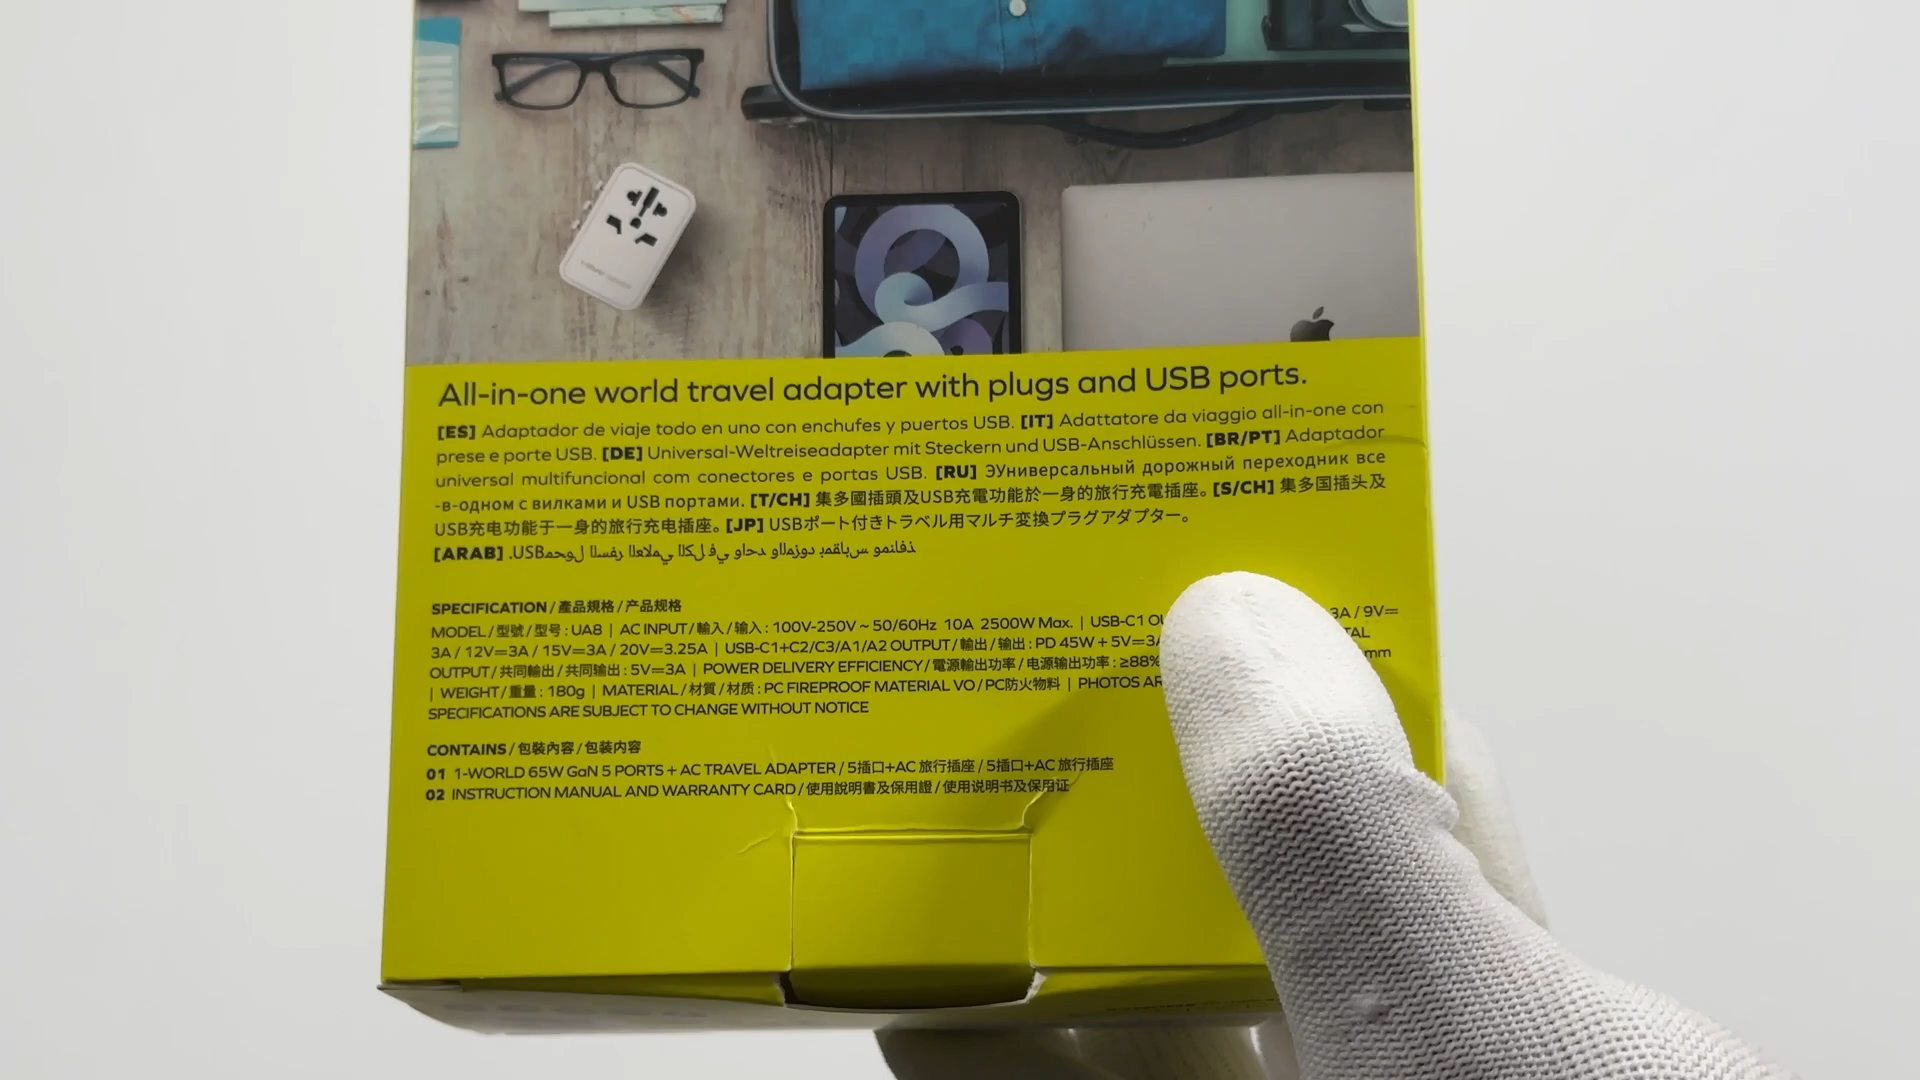 All-in-one world travel adapter with plugs and USB ports.
[ES] Adaptador de viaje todo en uno con enchufes y puertos USB. [IT] Adattatore da viaggio all-in-one con
prese e porte USB. [DE] Universal-Weltreiseadapter mit Steckern und USB-Anschlüssen. [BR/PT] Adaptador
universal multifuncional com conectores e portas USB. [RU] ЭУниверсальный дорожный переходник все
-в-одном с вилками и USB портами. [T/CH] 集多國插頭及USB充電功能於一身的旅行充電插座。[S/CH] 集多国插头及
USB充电功能于一身的旅行充电插座。[JP] USBポート付きトラベル用マルチ変換プラグアダプター。
[ARAB] .USB
SPECIFICATION / 產品規格 / 产品规格
MODEL / 型號 / 型号 : UA8 | AC INPUT / 輸入 / 输入 : 100V-250V ~ 50/60Hz 10A 2500W Max. | USB-C1 3A / 9V⎓
3A / 12V⎓3A / 15V⎓3A / 20V⎓3.25A | USB-C1+C2/C3/A1/A2 OUTPUT / 輸出 / 输出 : PD 45W + 5V⎓3A
OUTPUT / 共同輸出 / 共同输出 : 5V⎓3A | POWER DELIVERY EFFICIENCY / 電源輸出功率 / 电源输出功率 : ≥88% mm
| WEIGHT / 重量 : 180g | MATERIAL / 材質 / 材质 : PC FIREPROOF MATERIAL VO / PC防火物料 | PHOTOS
SPECIFICATIONS ARE SUBJECT TO CHANGE WITHOUT NOTICE
CONTAINS / 包裝內容 / 包装内容
01 1-WORLD 65W GaN 5 PORTS + AC TRAVEL ADAPTER / 5插口+AC 旅行插座 / 5插口+AC 旅行插座
02 INSTRUCTION MANUAL AND WARRANTY CARD / 使用說明書及保用證 / 使用说明书及保用证